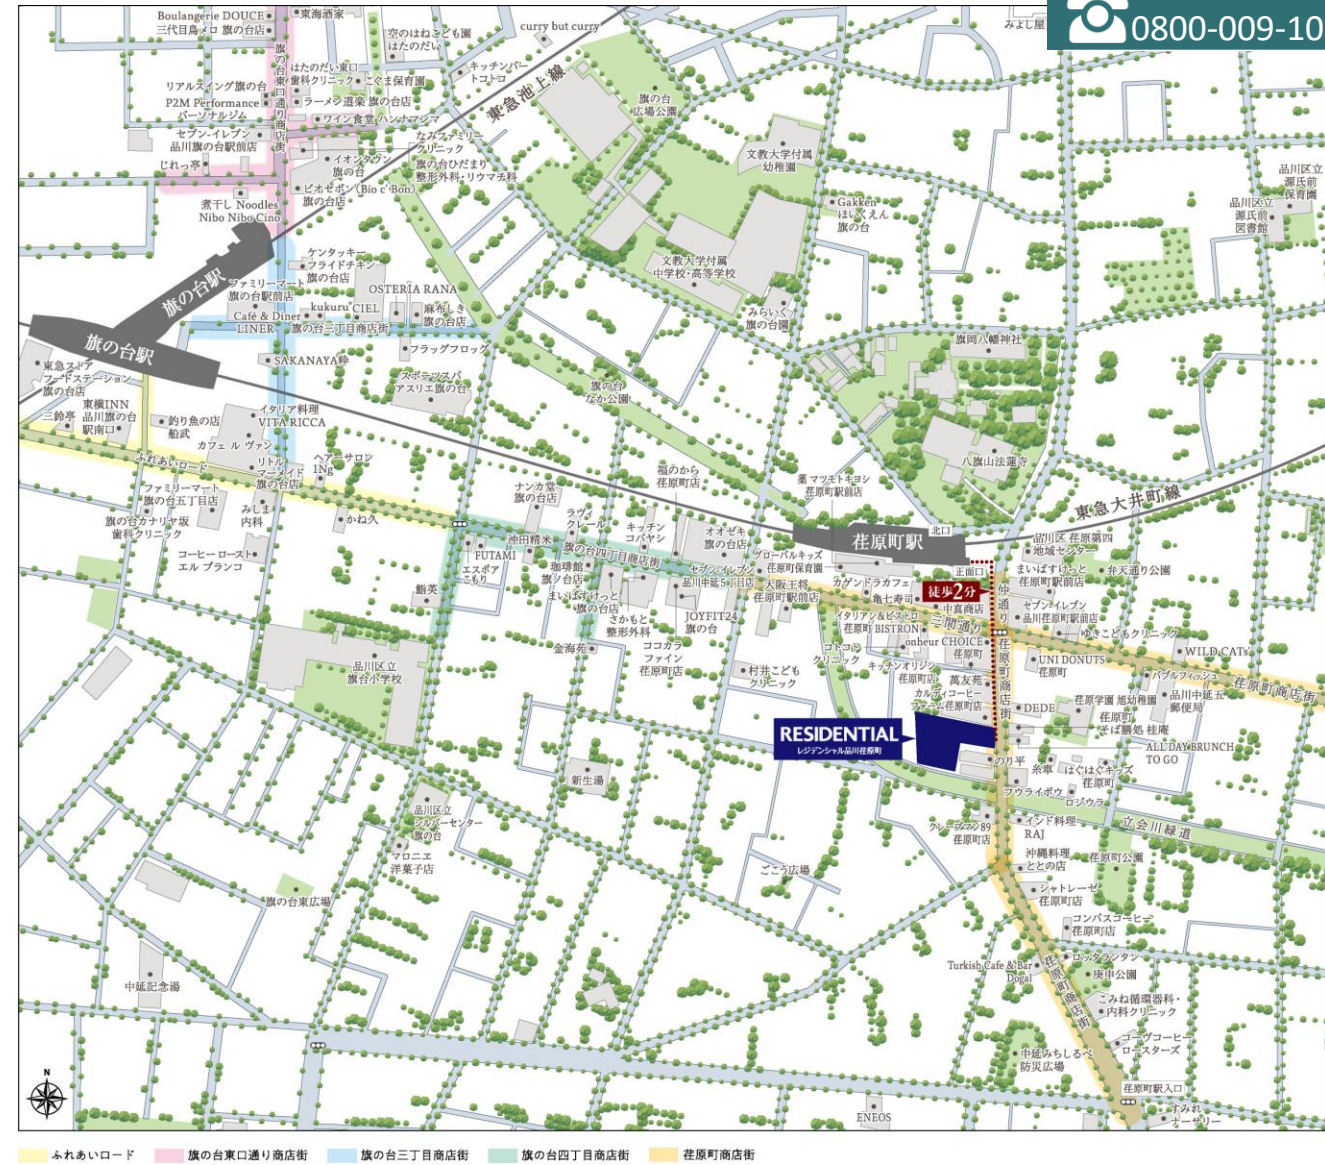 0800-009-10
みよし屋
Boulangerie DOUCE
三代目鳥メロ 旗の台店
東海酒家
空のはねこども園
はたのだい
curry but curry
旗の台東口通り商店街
はたのだい東口
歯科クリニック
こぐま保育園
キッチンバー
トコトコ
東急池上線
リアルスイング旗の台
P2M Performance
パーソナルジム
ラーメン道楽 旗の台店
ワイン食堂 ハンナマンマ
セブン-イレブン
品川旗の台駅前店
なみファミリー
クリニック
じれっ亭
イオンタウン
旗の台
旗の台ひだまり
整形外科・リウマチ科
ビオセボン(Bio c' Bon)
旗の台店
煮干し Noodles
Nibo Nibo Cino
旗の台
広場公園
文教大学付属
幼稚園
Gakken
ほいくえん
旗の台
品川区立
源氏前
保育園
品川区立
源氏前
図書館
文教大学付属
中学校・高等学校
みらいく
旗の台園
旗の台駅
旗の台駅
ケンタッキー
フライドチキン
旗の台店
ファミリーマート
旗の台駅前店
OSTERIA RANA
kukuru
CIEL
麻布しき
旗の台店
Café & Diner
LINER
旗の台三丁目商店街
フラッグフロッグ
SAKANAYA粋
スポーツスパ
アスリエ旗の台
旗の台
なか公園
旗岡八幡神社
八旗山法蓮寺
東急ストア
フードステーション
旗の台店
東横INN
品川旗の台
駅南口
三鈴亭
釣り魚の店
船武
イタリア料理
VITA RICCA
カフェ ル ヴァン
リトル
マーメイド
旗の台店
ヘアーサロン
INg
ふれあいロード
ファミリーマート
旗の台五丁目店
旗の台カナリヤ坂
歯科クリニック
みしま
内科
かね久
コーヒー ロースト
エル ブランコ
ナンカ堂
旗の台店
ラヴィ
クレール
キッチン
コバヤシ
福のから
荏原町店
オオゼキ
旗の台店
薬 マツモトキヨシ
荏原町駅前店
荏原町駅
北口
正面口
東急大井町線
FUTAMI
沖田精米
エスポア
こもり
旗の台四丁目商店街
珈琲館
旗ノ台店
まいばすけっと
旗の台店
鮨英
さかもと
整形外科
セブン-イレブン
品川中延5丁目店
グローバルキッズ
荏原町保育園
大阪王将
荏原町駅前店
JOYFIT24
旗の台
カゲンドラカフェ
亀七寿司
徒歩2分
中真商店
三間通り
イタリアン&ビストロ
荏原町 BISTRON
onheur CHOICE
荏原町
コトコト
クリニック
キッチンオリジン
荏原町店
萬友苑
カルディコーヒー
ファーム荏原町店
仲通り
荏原町商店街
品川区 荏原第四
地域センター
まいばすけっと
荏原町駅前店
弁天通り公園
セブン-イレブン
品川荏原町駅前店
ゆきこどもクリニック
WILD CATs
UNI DONUTS
荏原町
バブルフィッシュ
荏原町商店街
DEDE
荏原学園 旭幼稚園
品川中延五
郵便局
荏原町
そば膳処 桂庵
ALL DAY BRUNCH
TO GO
金海苑
ココカラ
ファイン
荏原町店
村井こども
クリニック
品川区立
旗台小学校
RESIDENTIAL
レジデンシャル品川荏原町
のり平
糸車
はぐはぐキッズ
荏原町
フウライボウ
ロジウラ
立会川緑道
新生湯
品川区立
シルバーセンター
旗の台
マロニエ
洋菓子店
クレープマン89
荏原町店
インド料理
RAJ
沖縄料理
ととの店
荏原町公園
シャトレーゼ
荏原町店
ごこう広場
旗の台東広場
コンパスコーヒー
荏原町店
Turkish Cafe & Bar
Dogal
ロッタランタン
庚申公園
荏原町商店街
こみね循環器科・
内科クリニック
コーヴコーヒー
ロースターズ
中延記念湯
中延みちしるべ
防災広場
荏原町駅入口
すみれ
ナーサリー
ENEOS
N
ふれあいロード 旗の台東口通り商店街 旗の台三丁目商店街 旗の台四丁目商店街 荏原町商店街